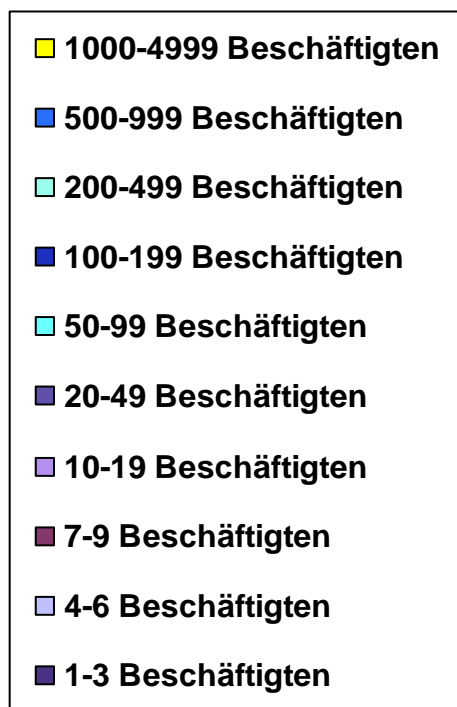 1000-4999 Beschäftigten
500-999 Beschäftigten
200-499 Beschäftigten
100-199 Beschäftigten
50-99 Beschäftigten
20-49 Beschäftigten
10-19 Beschäftigten
7-9 Beschäftigten
4-6 Beschäftigten
1-3 Beschäftigten